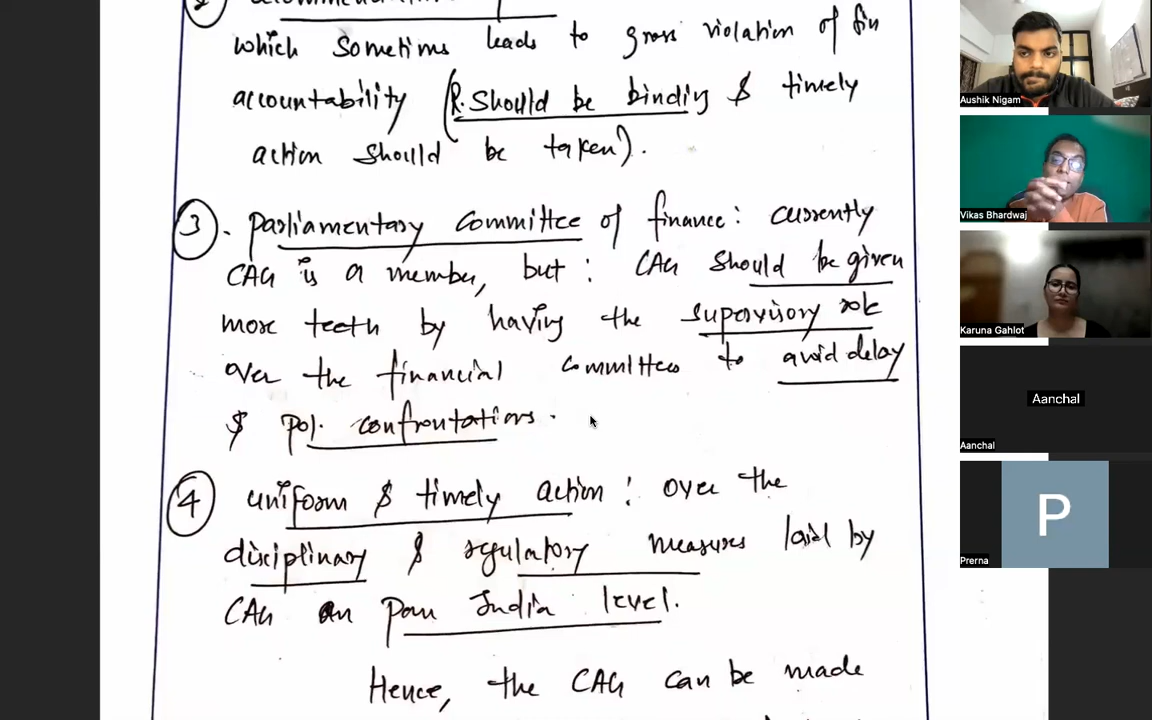 which sometims leads to gross violation of fin
accountability (R. should be binding & timely
action should be taken).
3. Parliamentary Committee of finance: currently
CAG is a member, but: CAG should be given
more teeth by having the supervisory role
over the financial committees to avoid delay
& pol. confrontations.
4 uniform & timely action: over the
disciplinary & regulatory measures laid by
CAG on Pan India level.
Hence, the CAG can be made
Aushik Nigam
Vikas Bhardwaj
Karuna Gahlot
Aanchal
Aanchal
P
Prerna